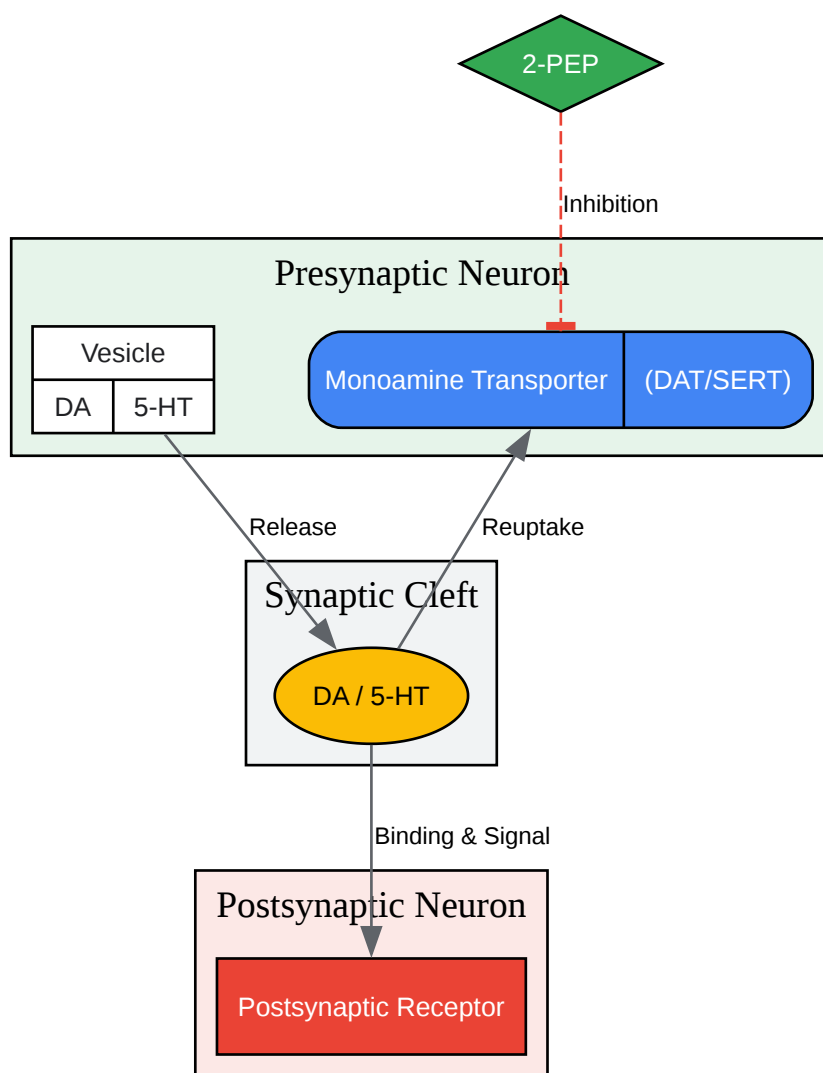 2-PEP
Inhibition
Presynaptic Neuron
Vesicle
DA
5-HT
Monoamine Transporter
(DAT/SERT)
Release
Reuptake
Synaptic Cleft
DA / 5-HT
Binding & Signal
Postsynaptic Neuron
Postsynaptic Receptor